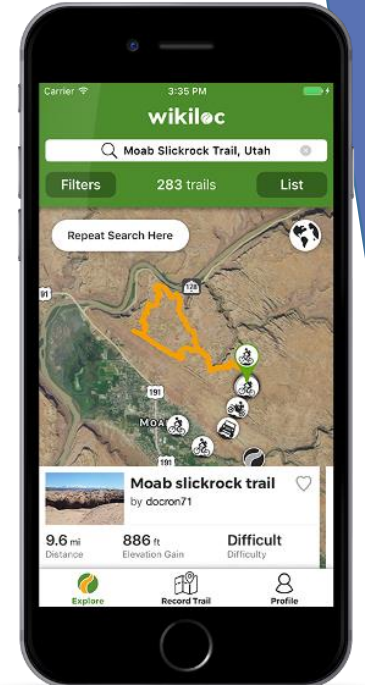 Carrier 3:35 PM
wikiloc
Moab Slickrock Trail, Utah
Filters 283 trails List
Repeat Search Here
128
91
191
MOA
191
Moab slickrock trail
by docron71
9.6 mi 886 ft Difficult
Distance Elevation Gain Difficulty
Explore Record Trail Profile